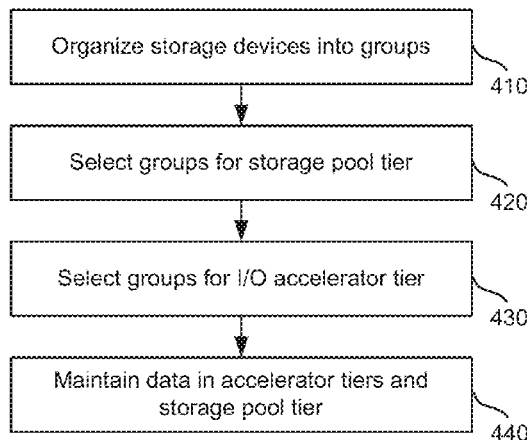 Organize storage devices into groups
410
Select groups for storage pool tier
420
Select groups for I/O accelerator tier
430
Maintain data in accelerator tiers and
storage pool tier
440